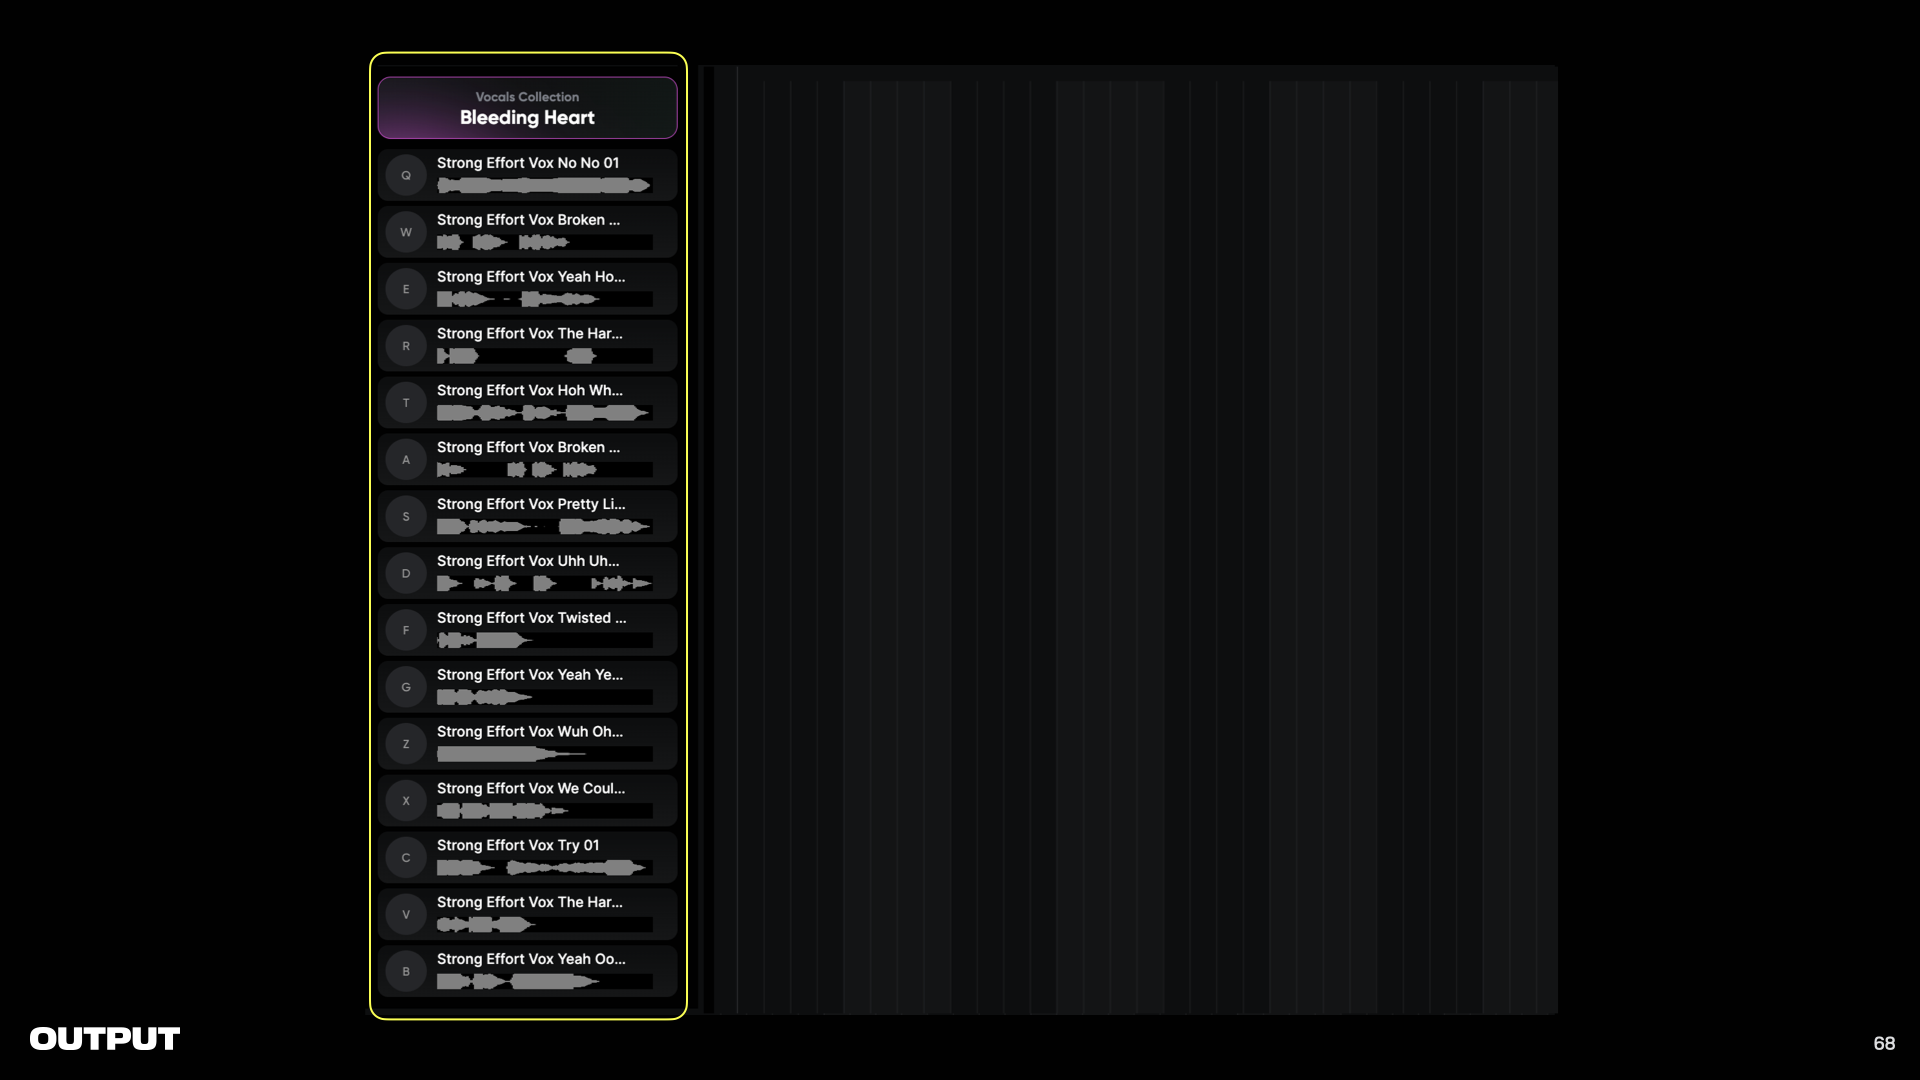 Vocals Collection
Bleeding Heart
Q
Strong Effort Vox No No 01
W
Strong Effort Vox Broken ...
E
Strong Effort Vox Yeah Ho...
R
Strong Effort Vox The Har...
T
Strong Effort Vox Hoh Wh...
A
Strong Effort Vox Broken ...
S
Strong Effort Vox Pretty Li...
D
Strong Effort Vox Uhh Uh...
F
Strong Effort Vox Twisted ...
G
Strong Effort Vox Yeah Ye...
Z
Strong Effort Vox Wuh Oh...
X
Strong Effort Vox We Coul...
C
Strong Effort Vox Try 01
V
Strong Effort Vox The Har...
B
Strong Effort Vox Yeah Oo...
OUTPUT
68